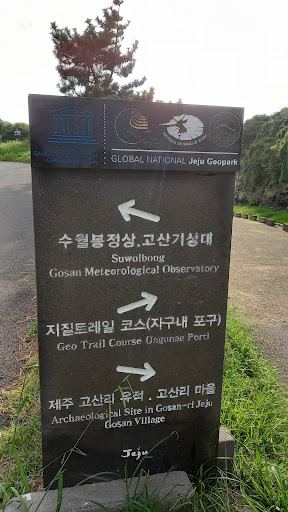 UNESCO
GLOBAL NATIONAL Jeju Geopark
수월봉정상.고산기상대
Suwolbong
Gosan Meteorological Observatory
지질트레일 코스(자구내 포구)
Geo Trail Course (Jagunae Port)
제주 고산리 유적 . 고산리 마을
Archaeological Site in Gosan-ri Jeju
Gosan Village
Jeju